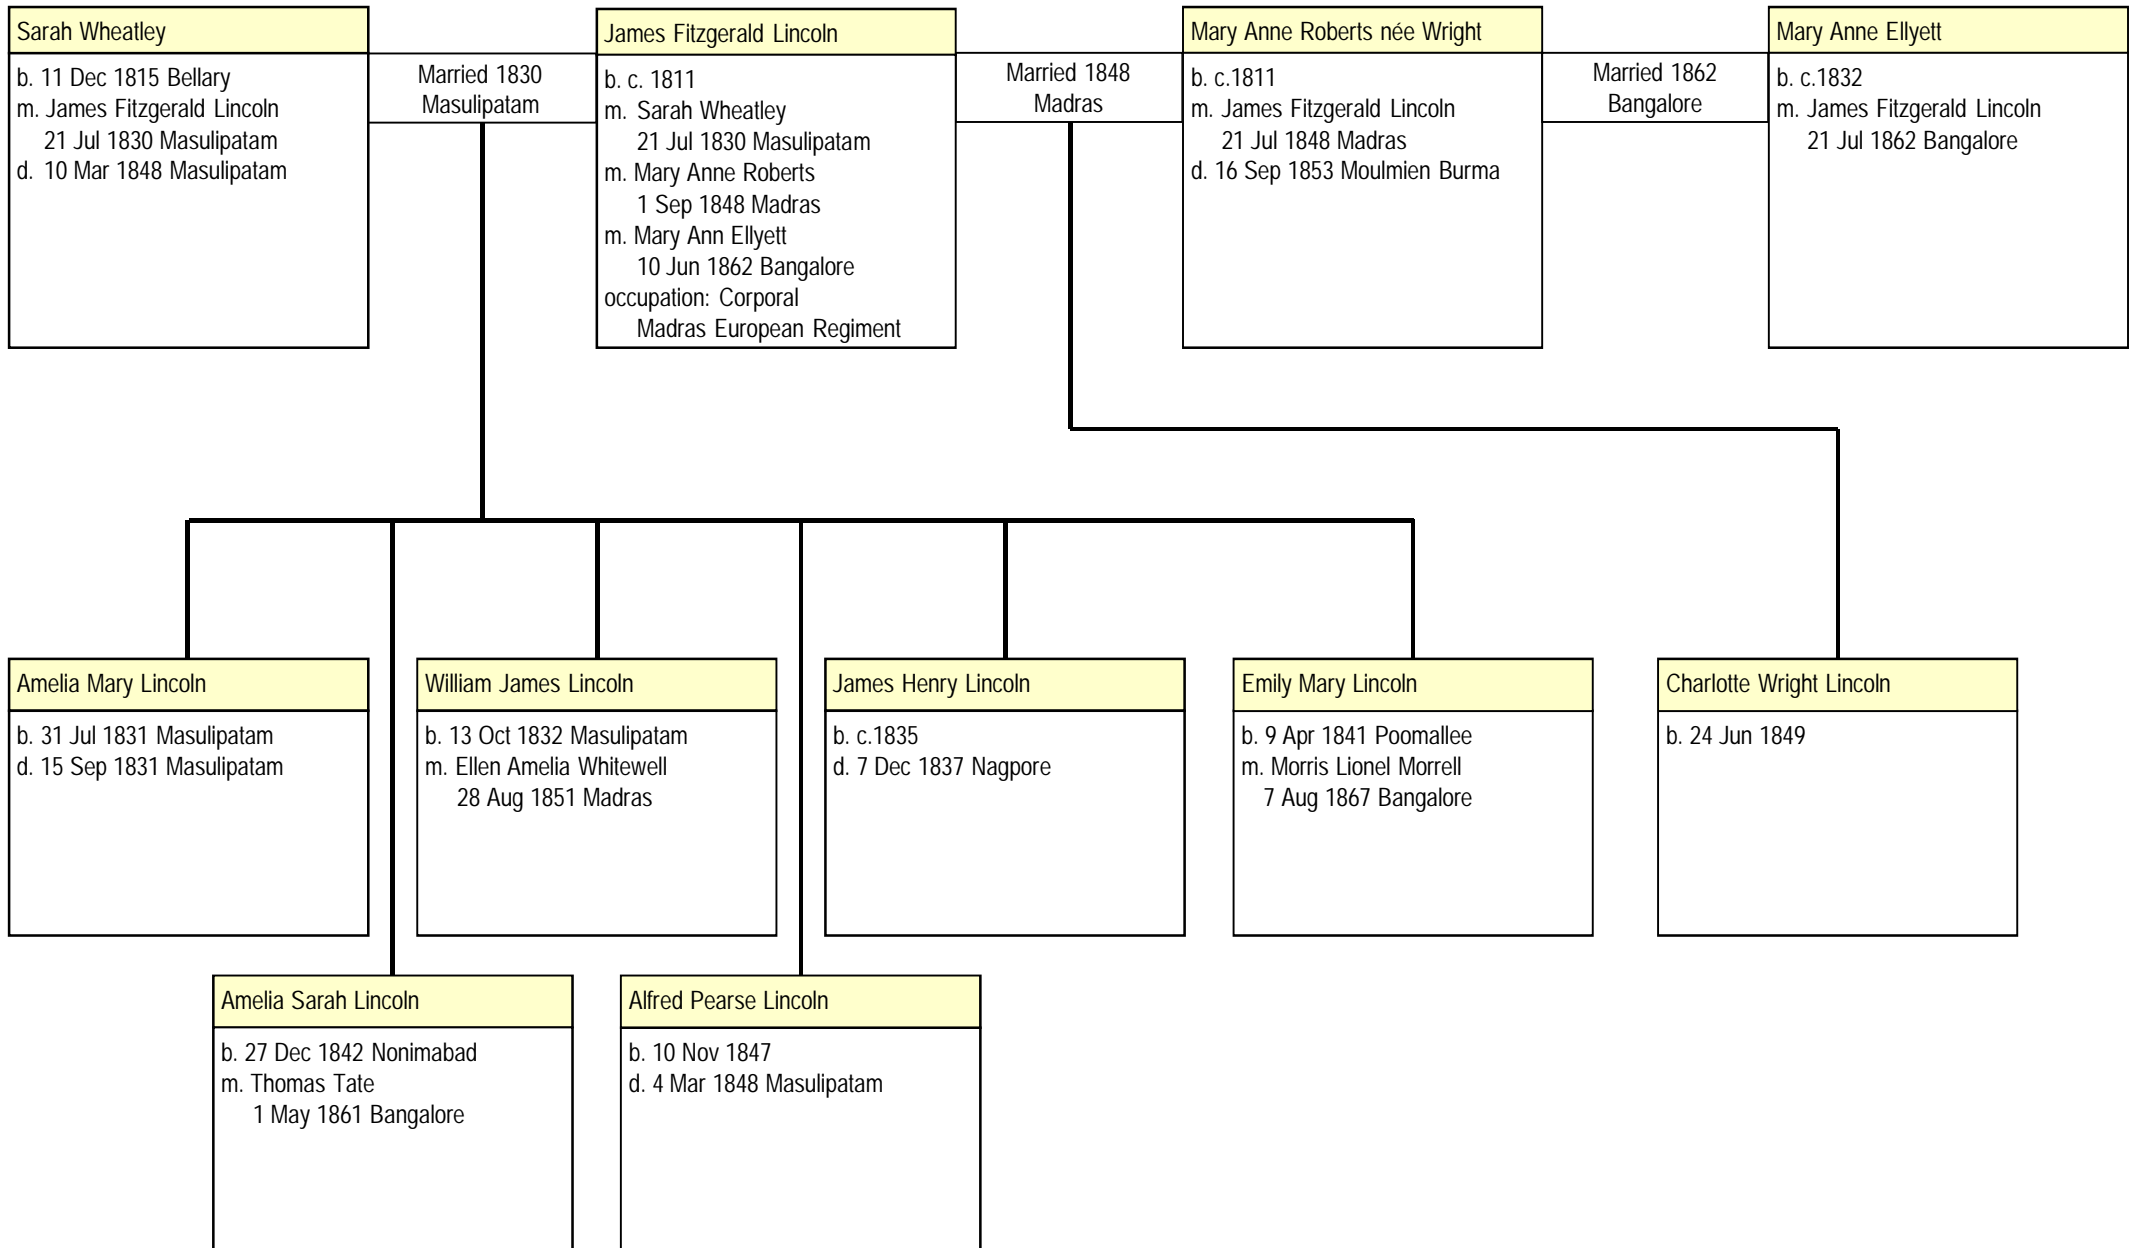 Sarah Wheatley
b. 11 Dec 1815 Bellary
m. James Fitzgerald Lincoln
21 Jul 1830 Masulipatam
d. 10 Mar 1848 Masulipatam
Married 1830
Masulipatam
James Fitzgerald Lincoln
b. c. 1811
m. Sarah Wheatley
21 Jul 1830 Masulipatam
m. Mary Anne Roberts
1 Sep 1848 Madras
m. Mary Ann Ellyett
10 Jun 1862 Bangalore
occupation: Corporal
Madras European Regiment
Married 1848
Madras
Mary Anne Roberts née Wright
b. c.1811
m. James Fitzgerald Lincoln
21 Jul 1848 Madras
d. 16 Sep 1853 Moulmien Burma
Married 1862
Bangalore
Mary Anne Ellyett
b. c.1832
m. James Fitzgerald Lincoln
21 Jul 1862 Bangalore
Amelia Mary Lincoln
b. 31 Jul 1831 Masulipatam
d. 15 Sep 1831 Masulipatam
William James Lincoln
b. 13 Oct 1832 Masulipatam
m. Ellen Amelia Whitewell
28 Aug 1851 Madras
James Henry Lincoln
b. c.1835
d. 7 Dec 1837 Nagpore
Emily Mary Lincoln
b. 9 Apr 1841 Poomallee
m. Morris Lionel Morrell
7 Aug 1867 Bangalore
Charlotte Wright Lincoln
b. 24 Jun 1849
Amelia Sarah Lincoln
b. 27 Dec 1842 Nonimabad
m. Thomas Tate
1 May 1861 Bangalore
Alfred Pearse Lincoln
b. 10 Nov 1847
d. 4 Mar 1848 Masulipatam